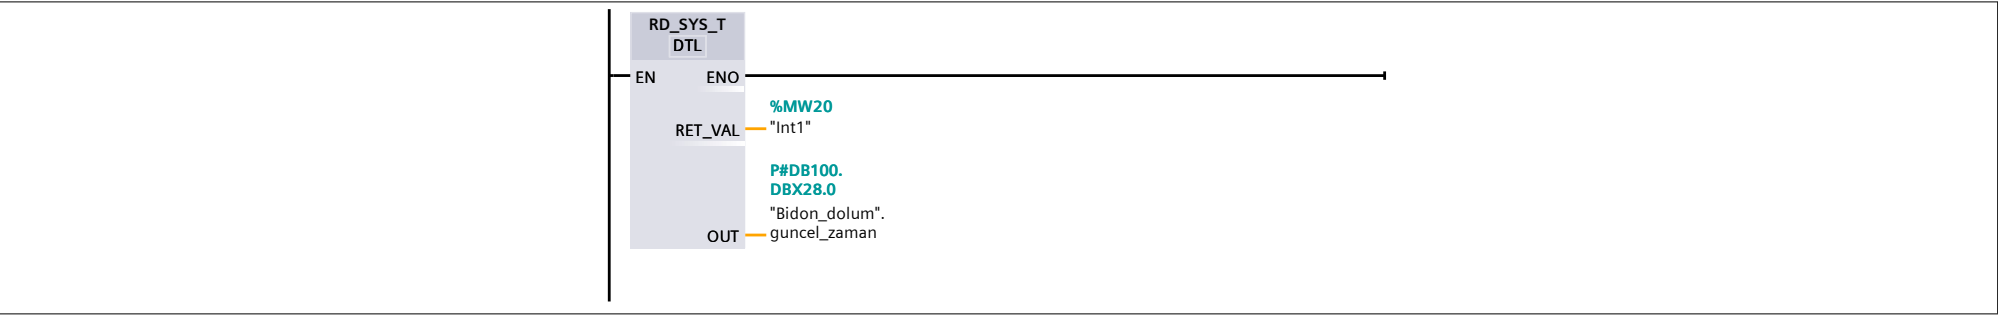 RD_SYS_T
DTL
EN ENO
%MW20
RET_VAL "Int1"
P#DB100.
DBX28.0
"Bidon_dolum".
OUT guncel_zaman